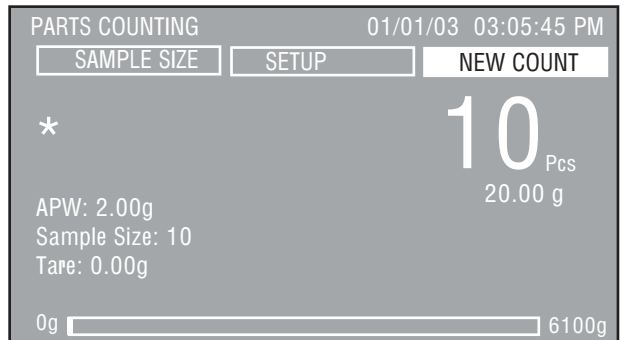 PARTS COUNTING 01/01/03 03:05:45 PM
SAMPLE SIZE SETUP NEW COUNT
* 10 Pcs
20.00 g
APW: 2.00g
Sample Size: 10
Tare: 0.00g
0g 6100g